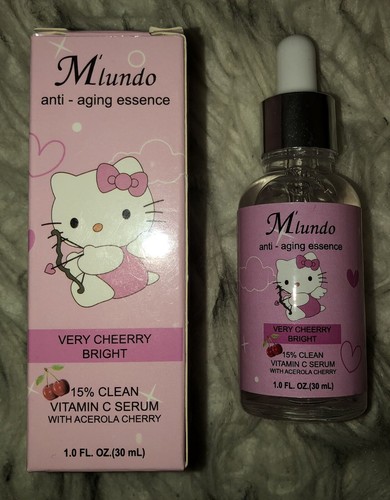 M'lundo
anti - aging essence
VERY CHEERRY
BRIGHT
15% CLEAN
VITAMIN C SERUM
WITH ACEROLA CHERRY
1.0 FL. OZ.(30 mL)
M'lundo
anti - aging essence
VERY CHEERRY
BRIGHT
15% CLEAN
VITAMIN C SERUM
WITH ACEROLA CHERRY
1.0 FL. OZ.(30 mL)